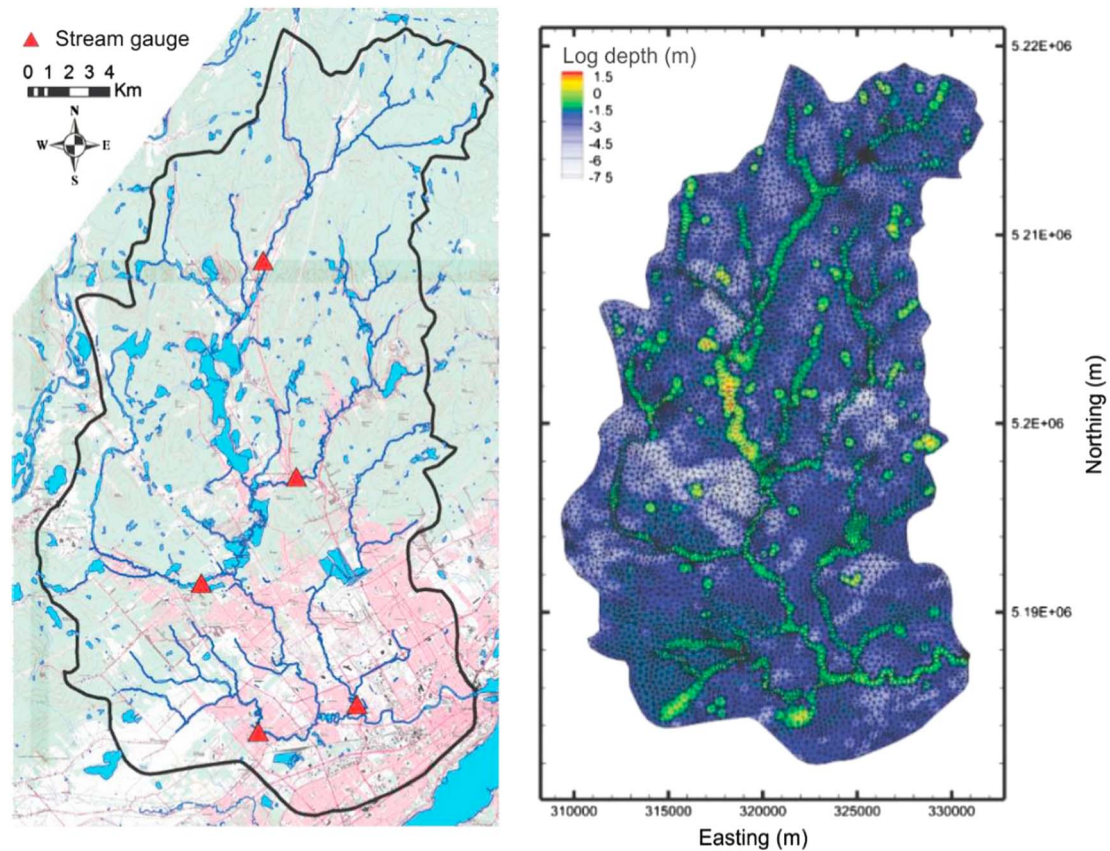 Stream gauge
0 1 2 3 4
Km
N
W E
S
Log depth (m)
1.5
0
-1.5
-3
-4.5
-6
-7 5
5.22E+06
5.21E+06
5.2E+06
5.19E+06
Northing (m)
310000 315000 320000 325000 330000
Easting (m)